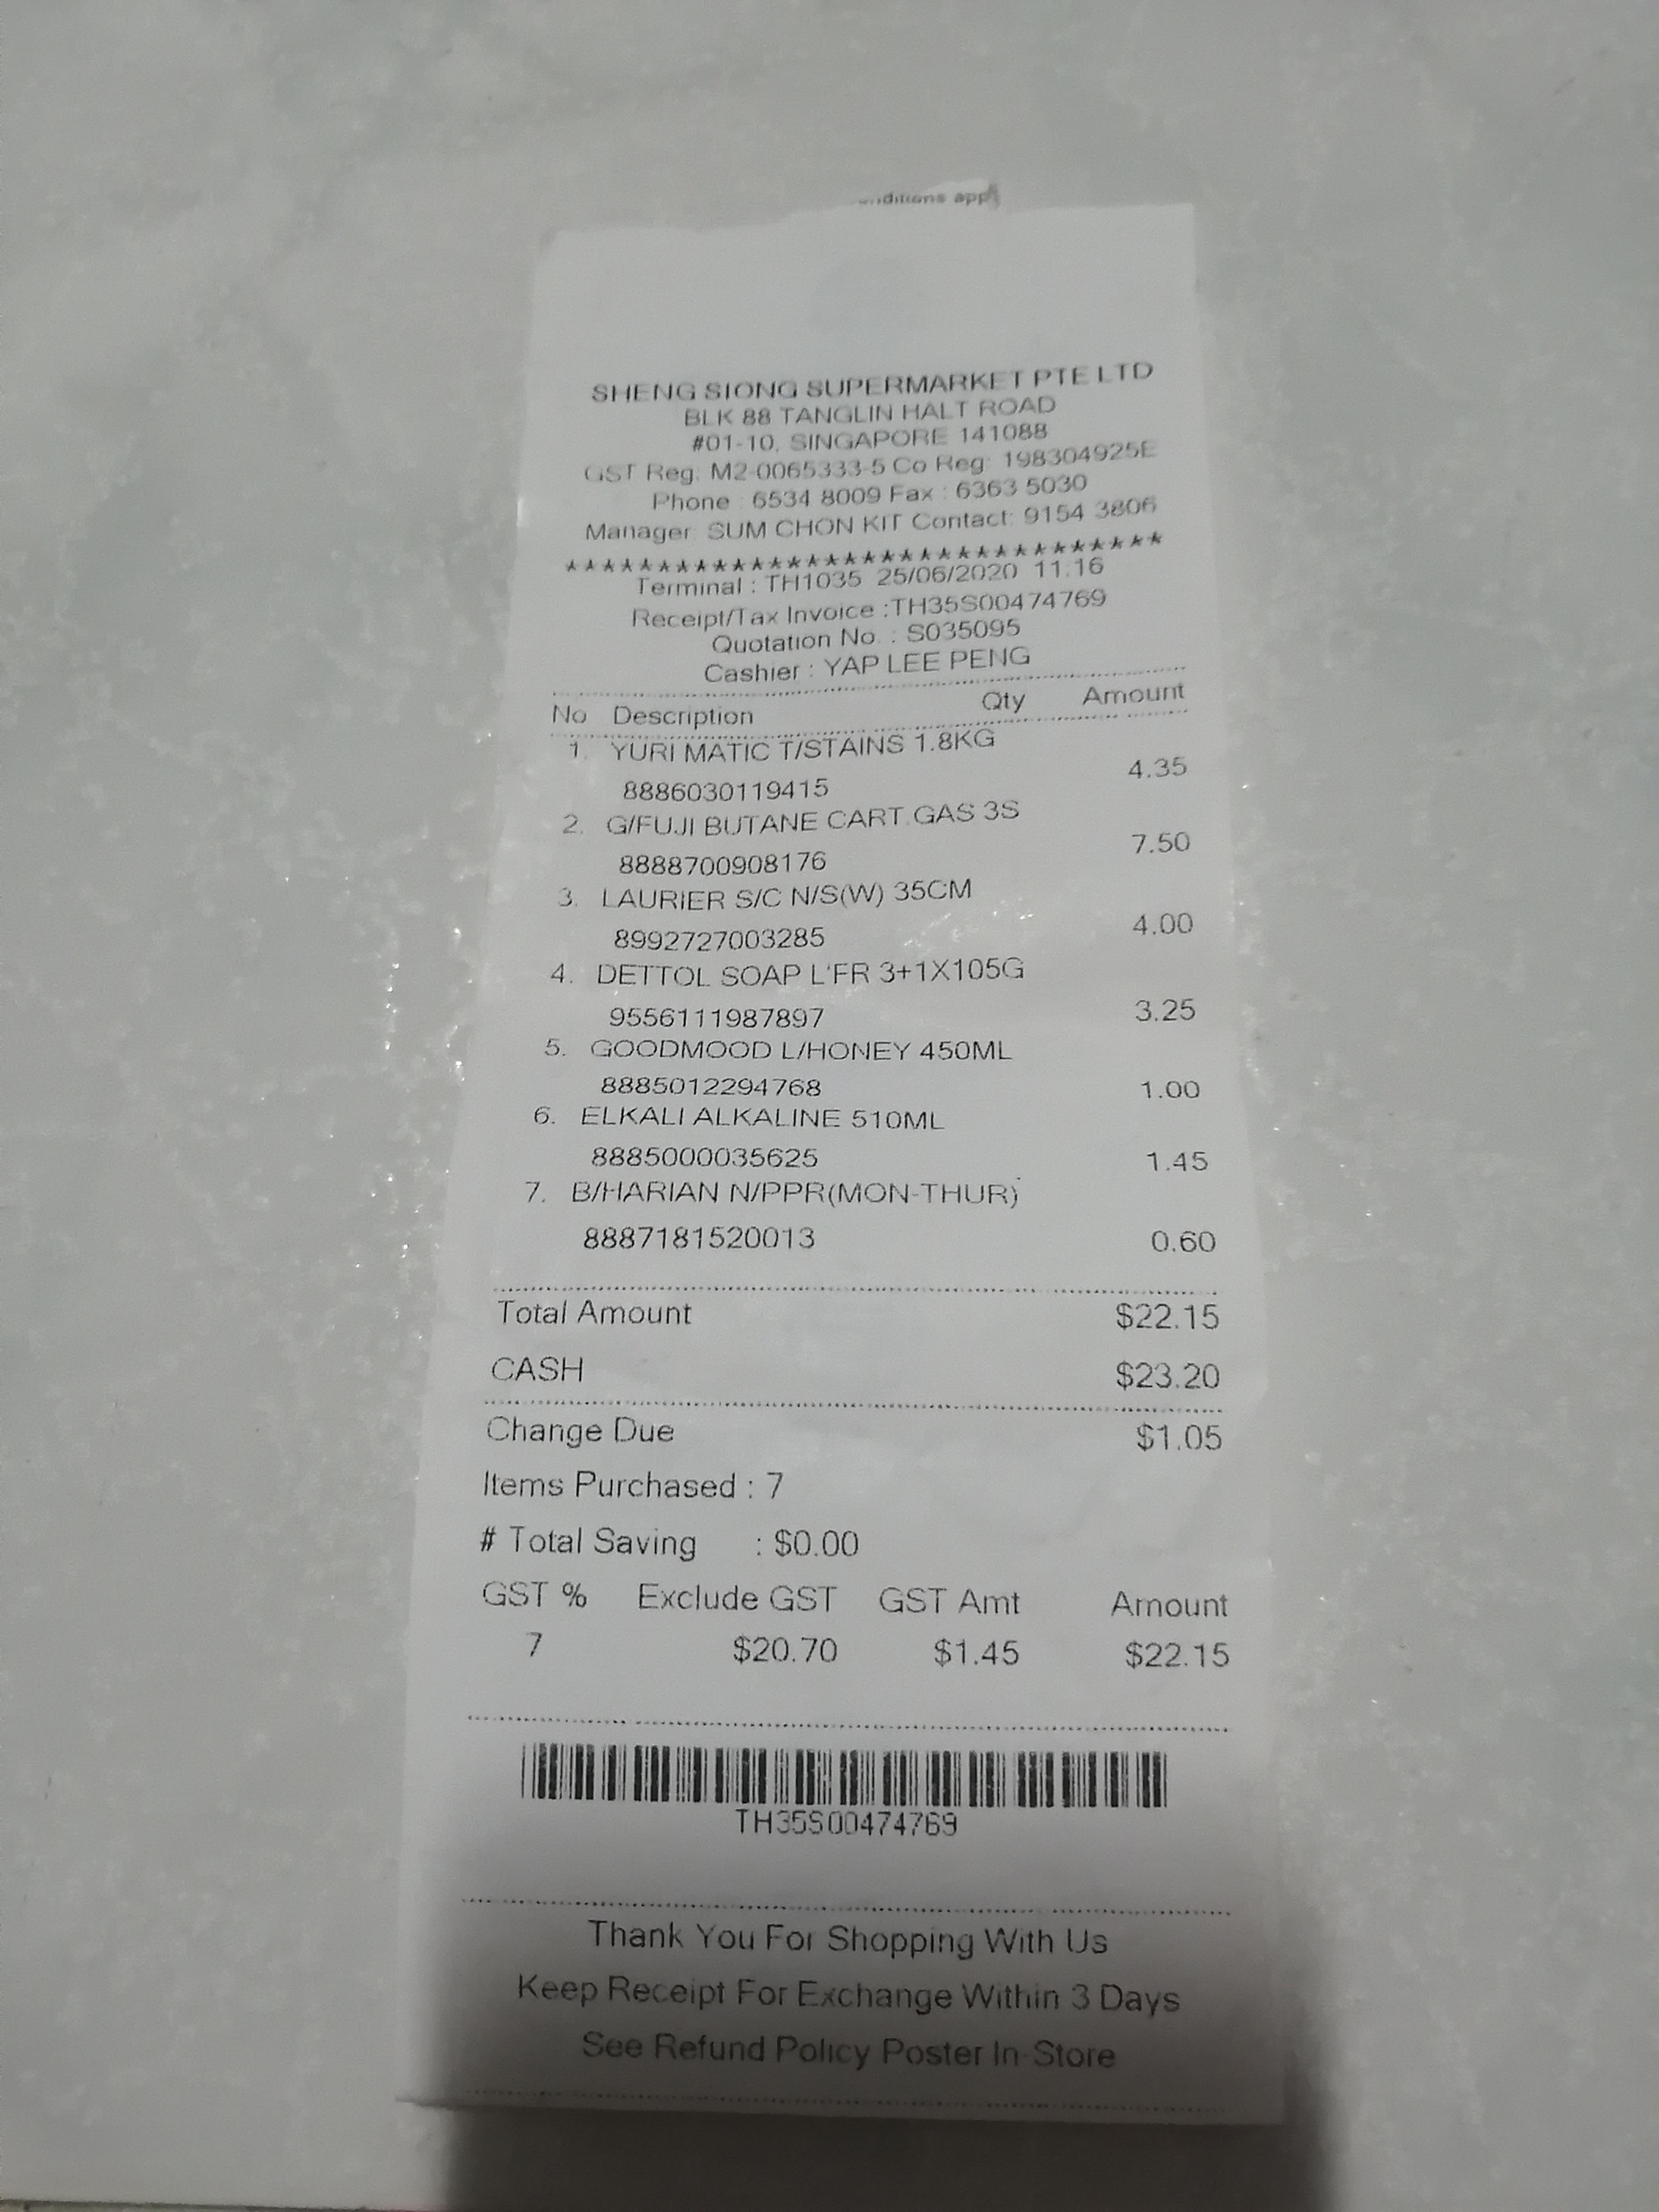 nditions app
SHENG SIONG SUPERMARKET PTE LTD
BLK 88 TANGLIN HALT ROAD
#01-10, SINGAPORE 141088
GST Reg: M2-0065333-5 Co Reg: 198304925E
Phone : 6534 8009 Fax : 6363 5030
Manager: SUM CHON KIT Contact: 9154 3806
*********************************
Terminal : TH1035 25/06/2020 11:16
Receipt/Tax Invoice :TH35S00474769
Quotation No. : S035095
Cashier : YAP LEE PENG
No Description Qty Amount
1. YURI MATIC T/STAINS 1.8KG
8886030119415 4.35
2. G/FUJI BUTANE CART.GAS 3S
8888700908176 7.50
3. LAURIER S/C N/S(W) 35CM
8992727003285 4.00
4. DETTOL SOAP L'FR 3+1X105G
9556111987897 3.25
5. GOODMOOD L/HONEY 450ML
8885012294768 1.00
6. ELKALI ALKALINE 510ML
8885000035625 1.45
7. B/HARIAN N/PPR(MON-THUR)
8887181520013 0.60
Total Amount $22.15
CASH $23.20
Change Due $1.05
Items Purchased : 7
# Total Saving : $0.00
GST % Exclude GST GST Amt Amount
7 $20.70 $1.45 $22.15
TH35S00474769
Thank You For Shopping With Us
Keep Receipt For Exchange Within 3 Days
See Refund Policy Poster In-Store